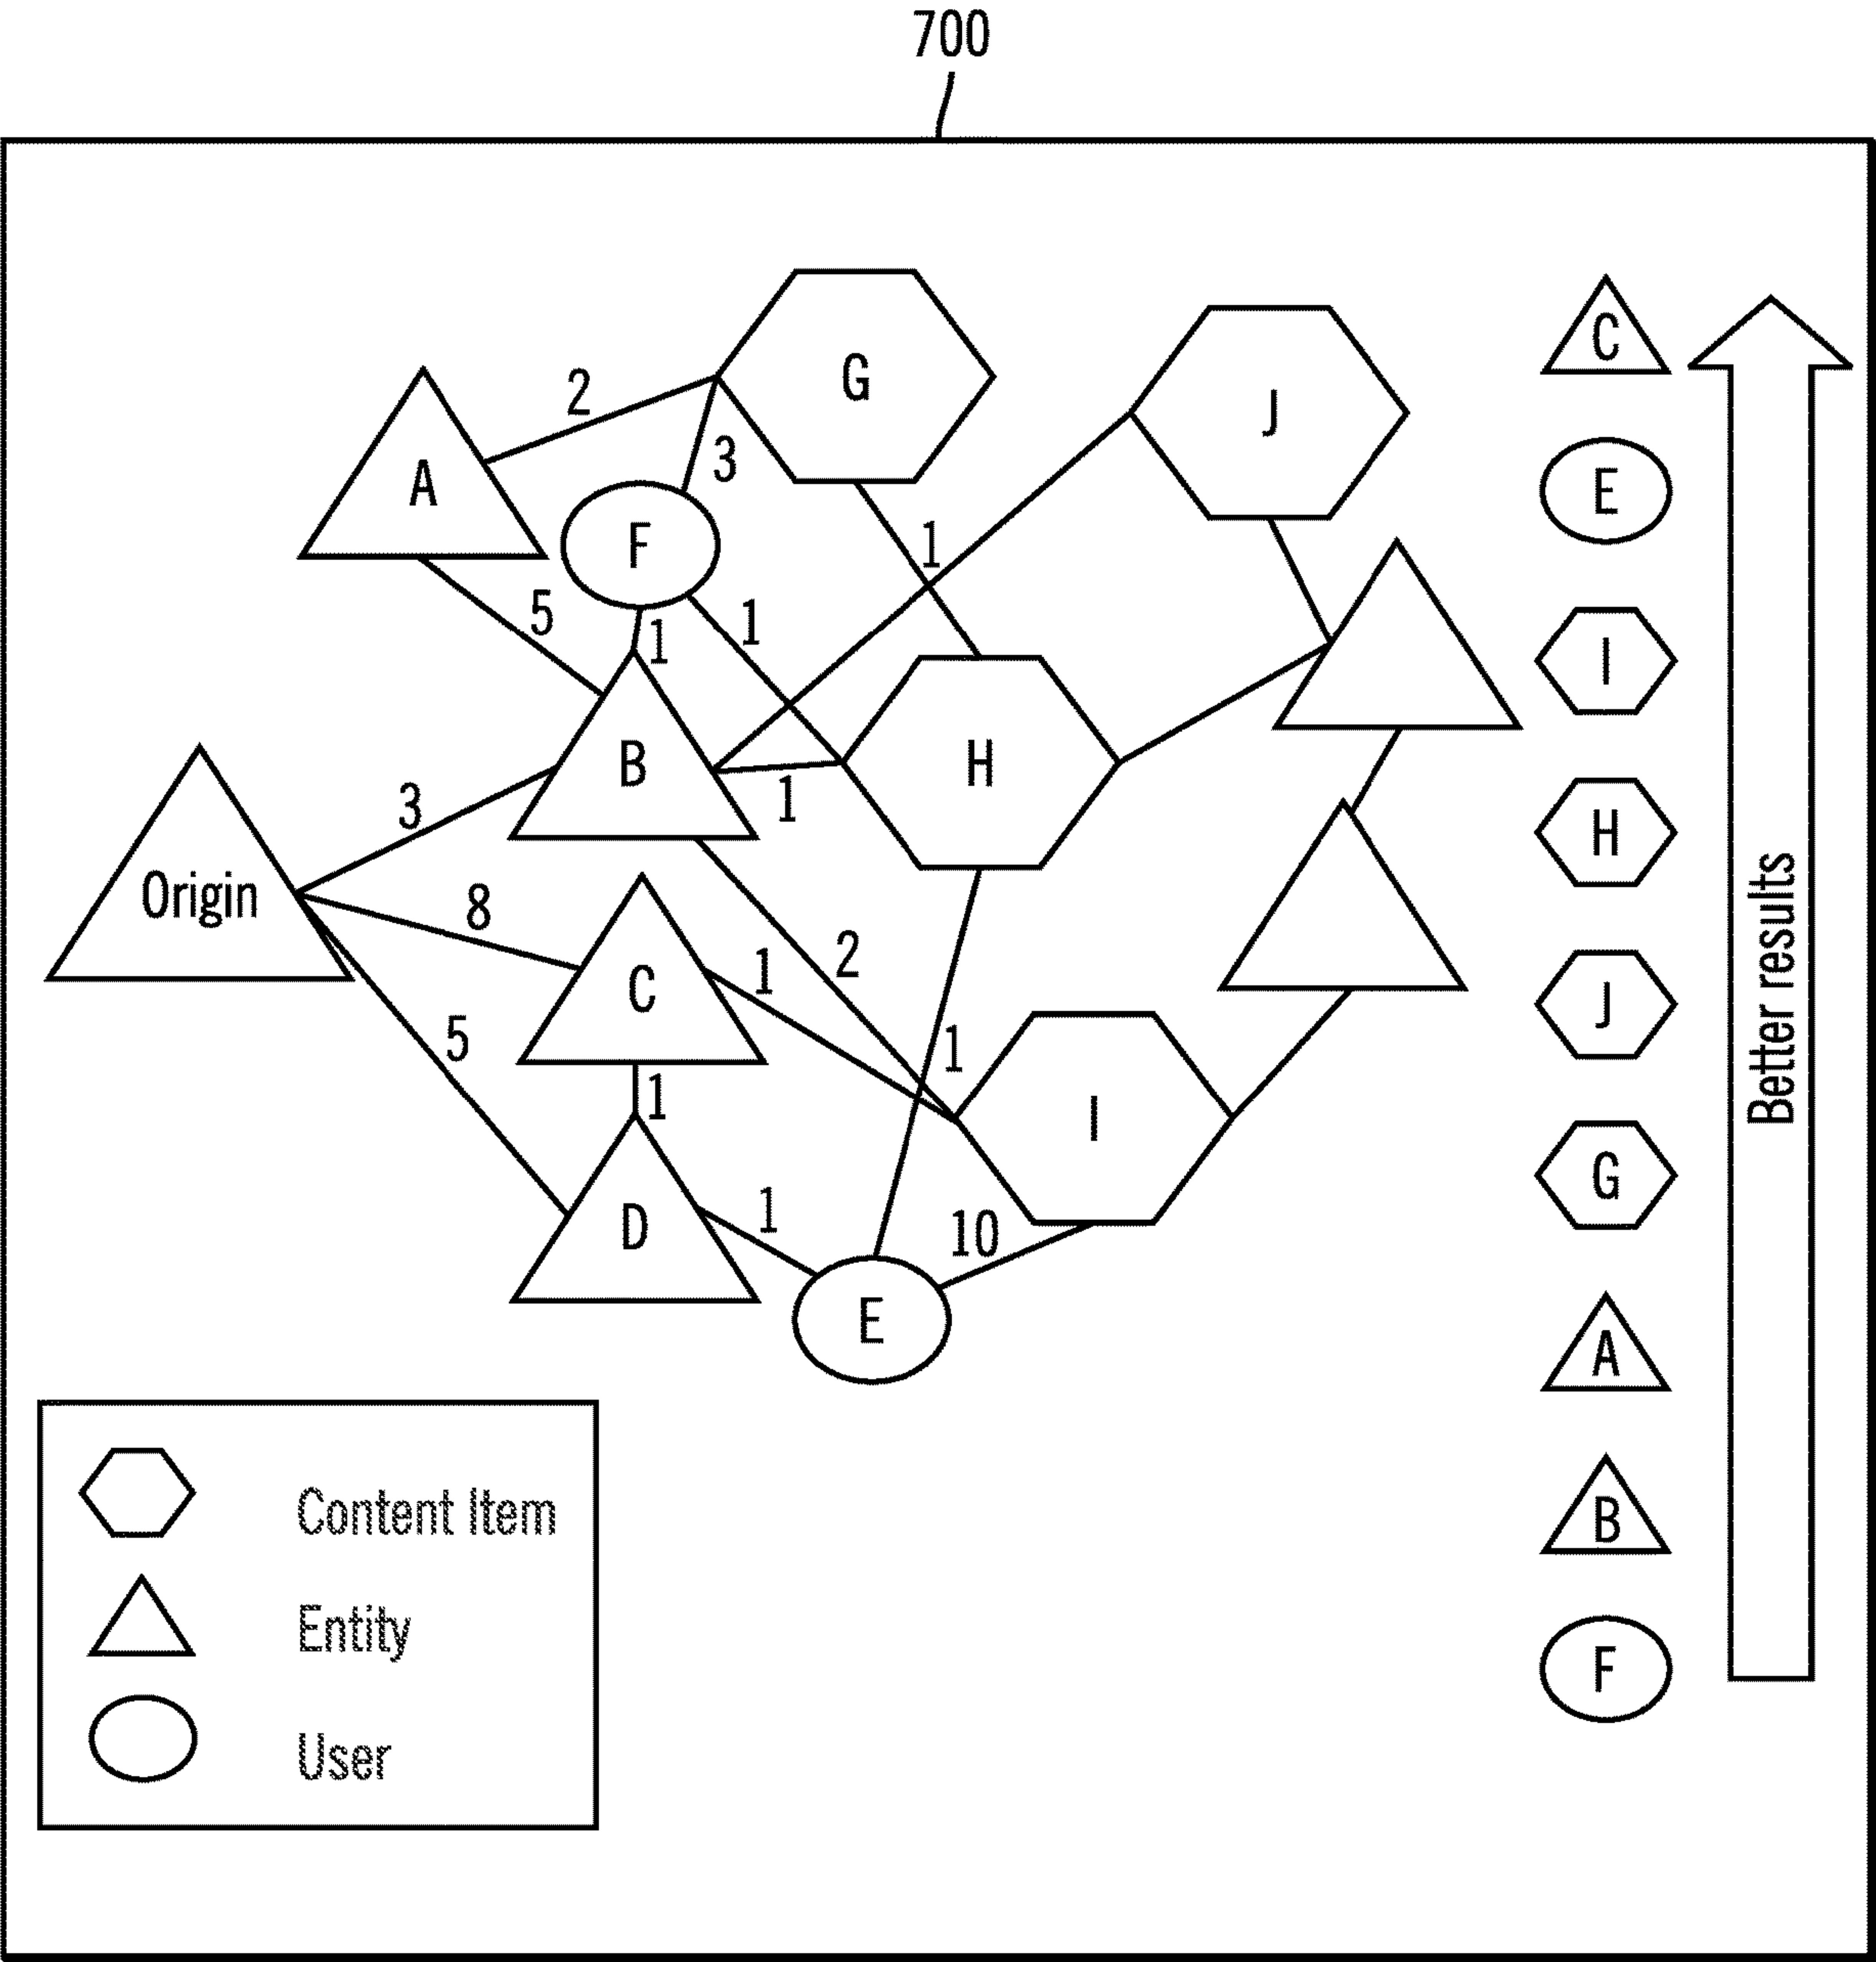 700
G
C
J
2
A
3
E
F
1
5
1
1
I
B
H
1
H
3
Origin
8
2
1
C
J
5
1
1
I
Better results
G
D
1
10
E
A
Content Item
B
Entity
F
User